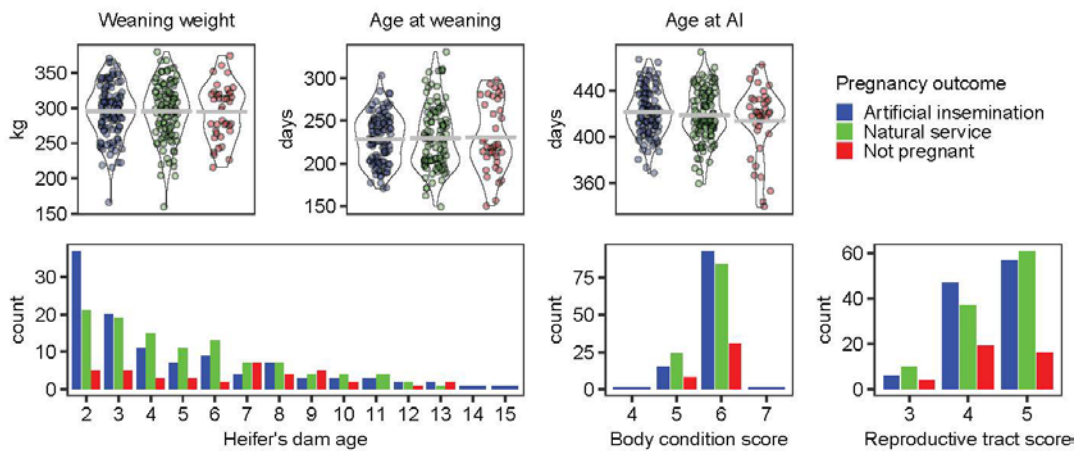 Weaning weight
Age at weaning
Age at AI
350
300
250
200
150
kg
300
250
200
150
days
440
400
360
days
Pregnancy outcome
Artificial insemination
Natural service
Not pregnant
30
20
10
0
count
2 3 4 5 6 7 8 9 10 11 12 13 14 15
Heifer's dam age
75
50
25
0
count
4 5 6 7
Body condition score
60
40
20
0
count
3 4 5
Reproductive tract score